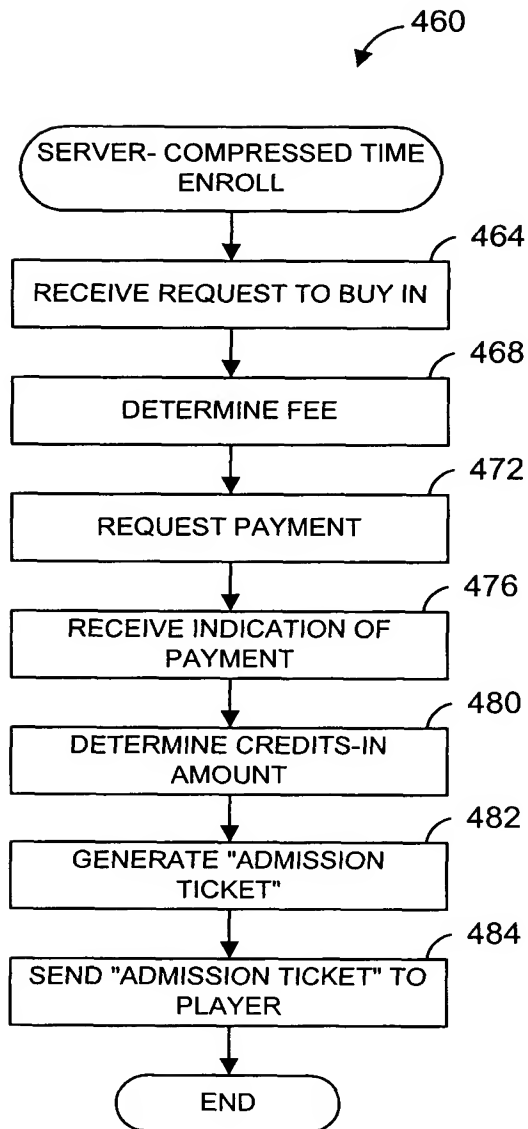 460
SERVER- COMPRESSED TIME
ENROLL
464
RECEIVE REQUEST TO BUY IN
468
DETERMINE FEE
472
REQUEST PAYMENT
476
RECEIVE INDICATION OF
PAYMENT
480
DETERMINE CREDITS-IN
AMOUNT
482
GENERATE "ADMISSION
TICKET"
484
SEND "ADMISSION TICKET" TO
PLAYER
END